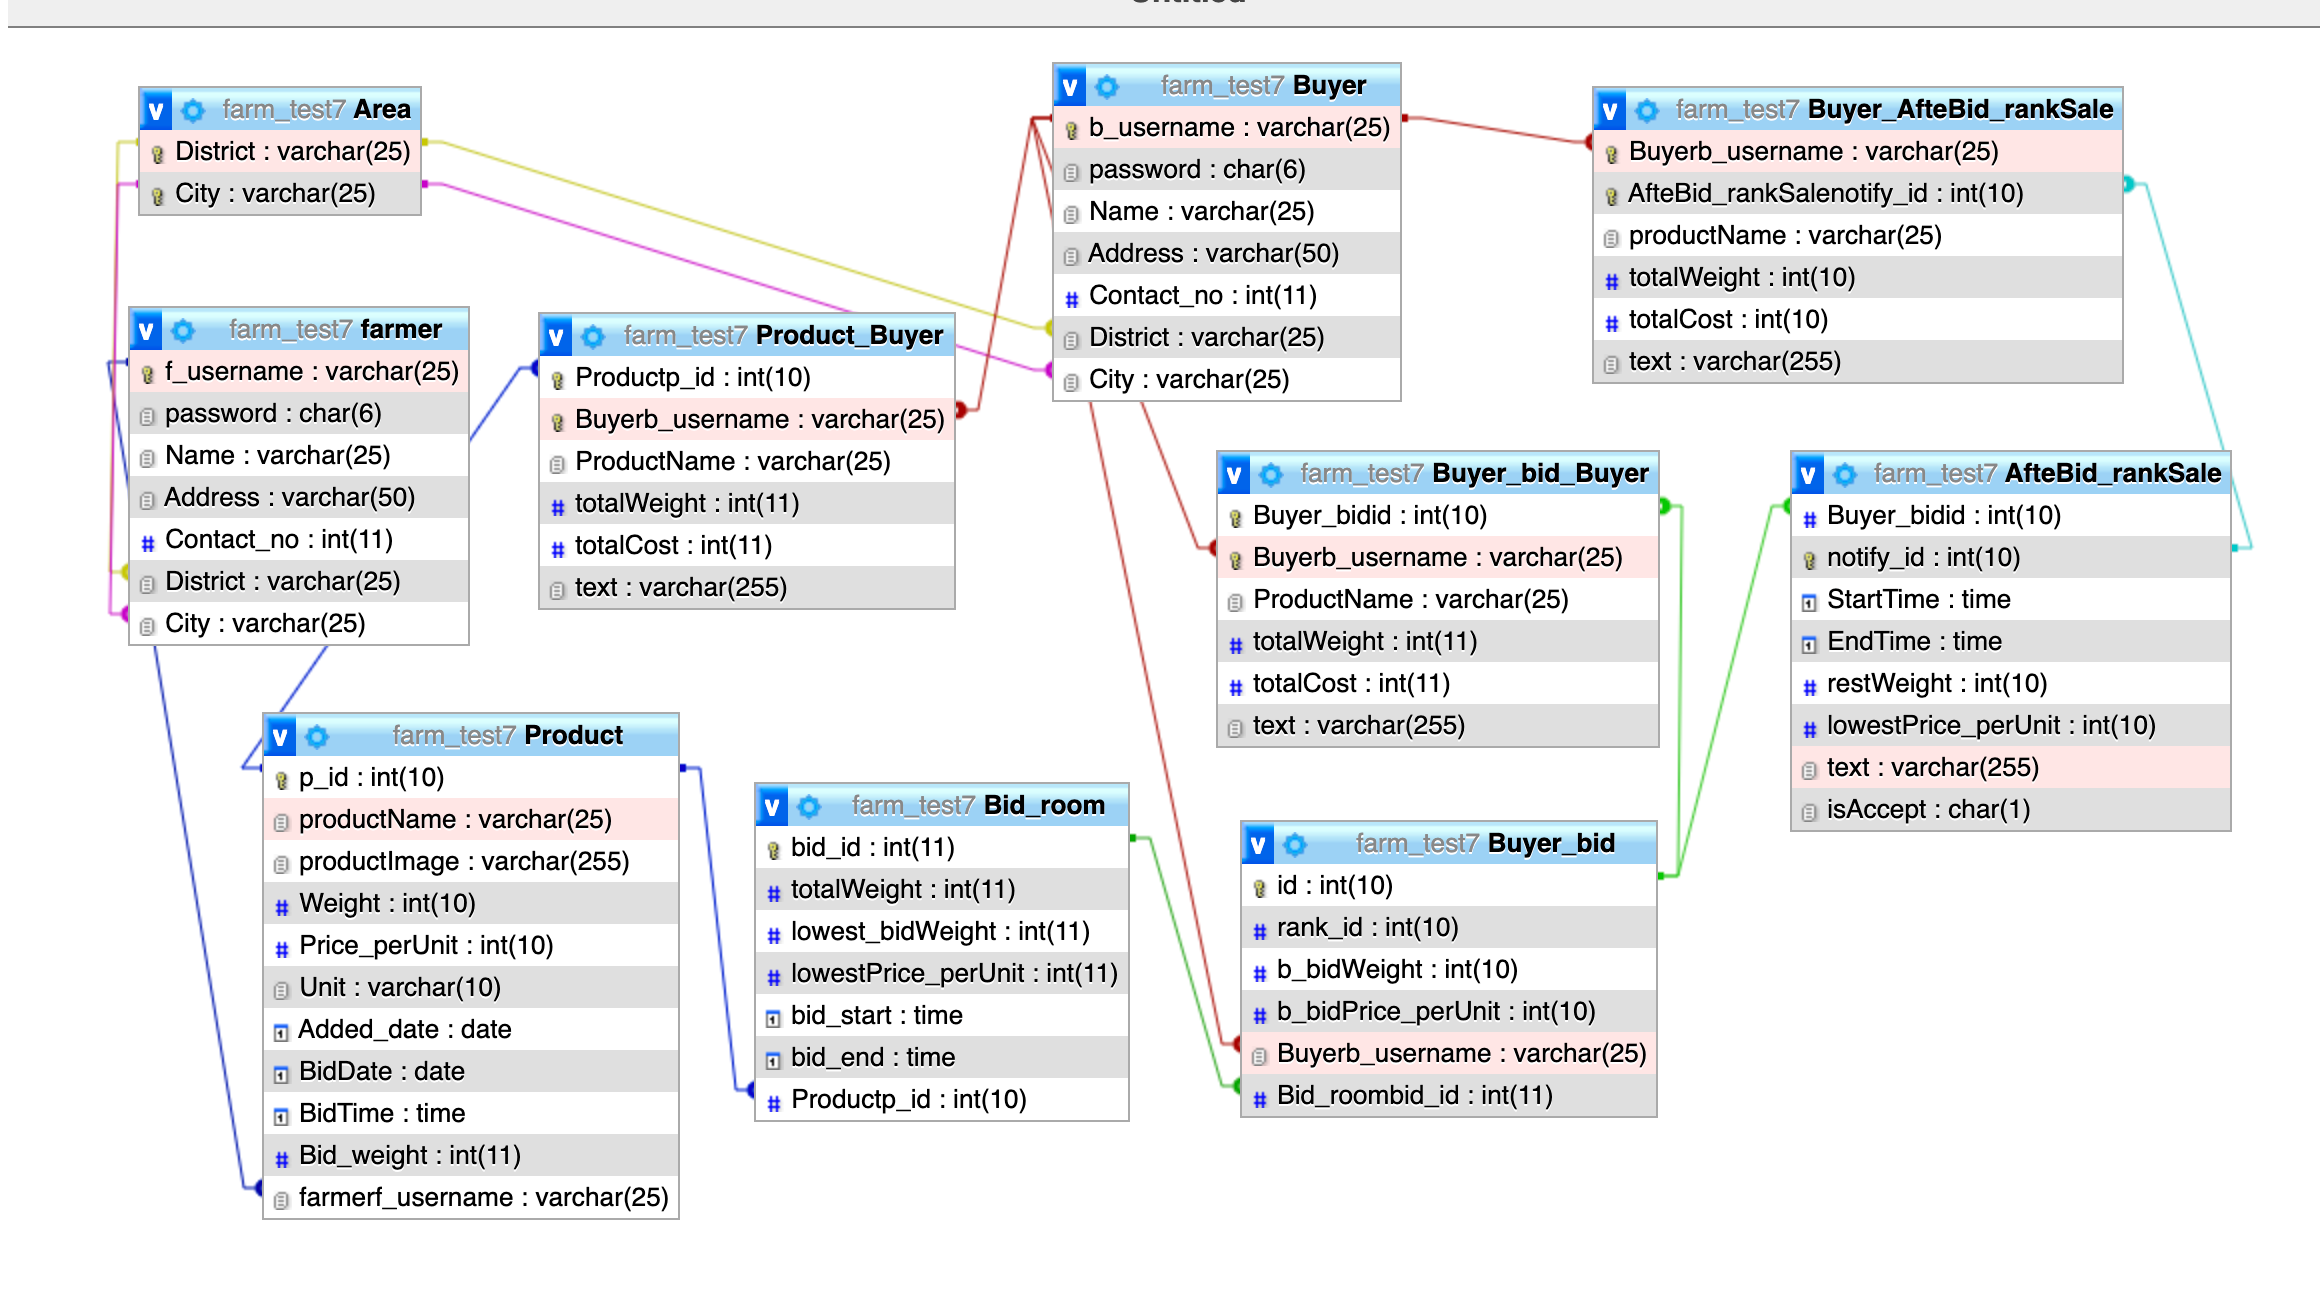 farm_test7 Area
District : varchar(25)
City : varchar(25)
farm_test7 Buyer
b_username : varchar(25)
password : char(6)
Name : varchar(25)
Address : varchar(50)
Contact_no : int(11)
District : varchar(25)
City : varchar(25)
farm_test7 Buyer_AfteBid_rankSale
Buyerb_username : varchar(25)
AfteBid_rankSalenotify_id : int(10)
productName : varchar(25)
totalWeight : int(10)
totalCost : int(10)
text : varchar(255)
farm_test7 farmer
f_username : varchar(25)
password : char(6)
Name : varchar(25)
Address : varchar(50)
Contact_no : int(11)
District : varchar(25)
City : varchar(25)
farm_test7 Product_Buyer
Productp_id : int(10)
Buyerb_username : varchar(25)
ProductName : varchar(25)
totalWeight : int(11)
totalCost : int(11)
text : varchar(255)
farm_test7 Buyer_bid_Buyer
Buyer_bidid : int(10)
Buyerb_username : varchar(25)
ProductName : varchar(25)
totalWeight : int(11)
totalCost : int(11)
text : varchar(255)
farm_test7 AfteBid_rankSale
Buyer_bidid : int(10)
notify_id : int(10)
StartTime : time
EndTime : time
restWeight : int(10)
lowestPrice_perUnit : int(10)
text : varchar(255)
isAccept : char(1)
farm_test7 Product
p_id : int(10)
productName : varchar(25)
productImage : varchar(255)
Weight : int(10)
Price_perUnit : int(10)
Unit : varchar(10)
Added_date : date
BidDate : date
BidTime : time
Bid_weight : int(11)
farmerf_username : varchar(25)
farm_test7 Bid_room
bid_id : int(11)
totalWeight : int(11)
lowest_bidWeight : int(11)
lowestPrice_perUnit : int(11)
bid_start : time
bid_end : time
Productp_id : int(10)
farm_test7 Buyer_bid
id : int(10)
rank_id : int(10)
b_bidWeight : int(10)
b_bidPrice_perUnit : int(10)
Buyerb_username : varchar(25)
Bid_roombid_id : int(11)